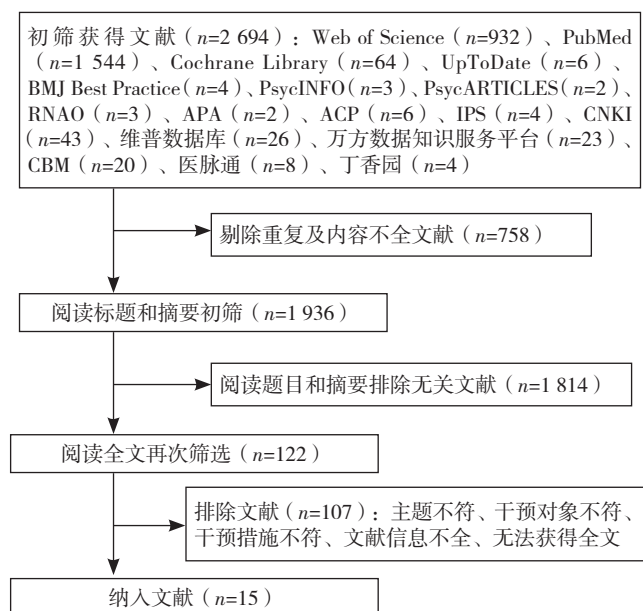 初筛获得文献（n=2 694）：Web of Science（n=932）、PubMed
（n=1 544）、Cochrane Library（n=64）、UpToDate（n=6）、
BMJ Best Practice（n=4）、PsycINFO（n=3）、PsycARTICLES（n=2）、
RNAO（n=3）、APA（n=2）、ACP（n=6）、IPS（n=4）、CNKI
（n=43）、维普数据库（n=26）、万方数据知识服务平台（n=23）、
CBM（n=20）、医脉通（n=8）、丁香园（n=4）
剔除重复及内容不全文献（n=758）
阅读标题和摘要初筛（n=1 936）
阅读题目和摘要排除无关文献（n=1 814）
阅读全文再次筛选（n=122）
排除文献（n=107）：主题不符、干预对象不符、
干预措施不符、文献信息不全、无法获得全文
纳入文献（n=15）